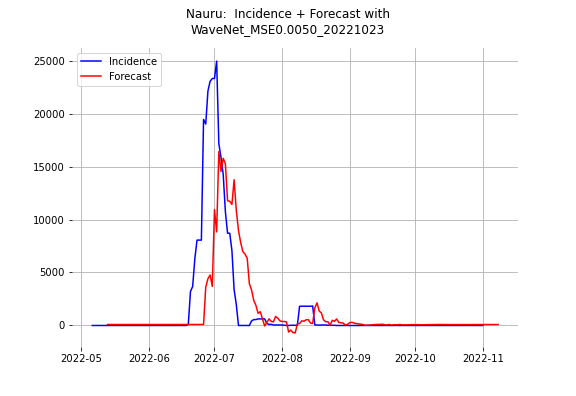 Nauru:  Incidence + Forecast with
WaveNet_MSE0.0050_20221023
Incidence
Forecast
25000
20000
15000
10000
5000
0
2022-05 2022-06 2022-07 2022-08 2022-09 2022-10 2022-11